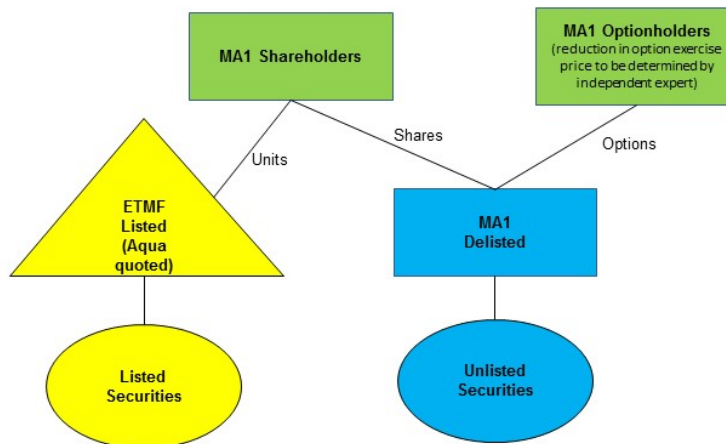 MA1 Shareholders
MA1 Optionholders
(reduction in option exercise
price to be determined by
independent expert)
Units
Shares
Options
ETMF
Listed
(Aqua
quoted)
MA1
Delisted
Listed
Securities
Unlisted
Securities